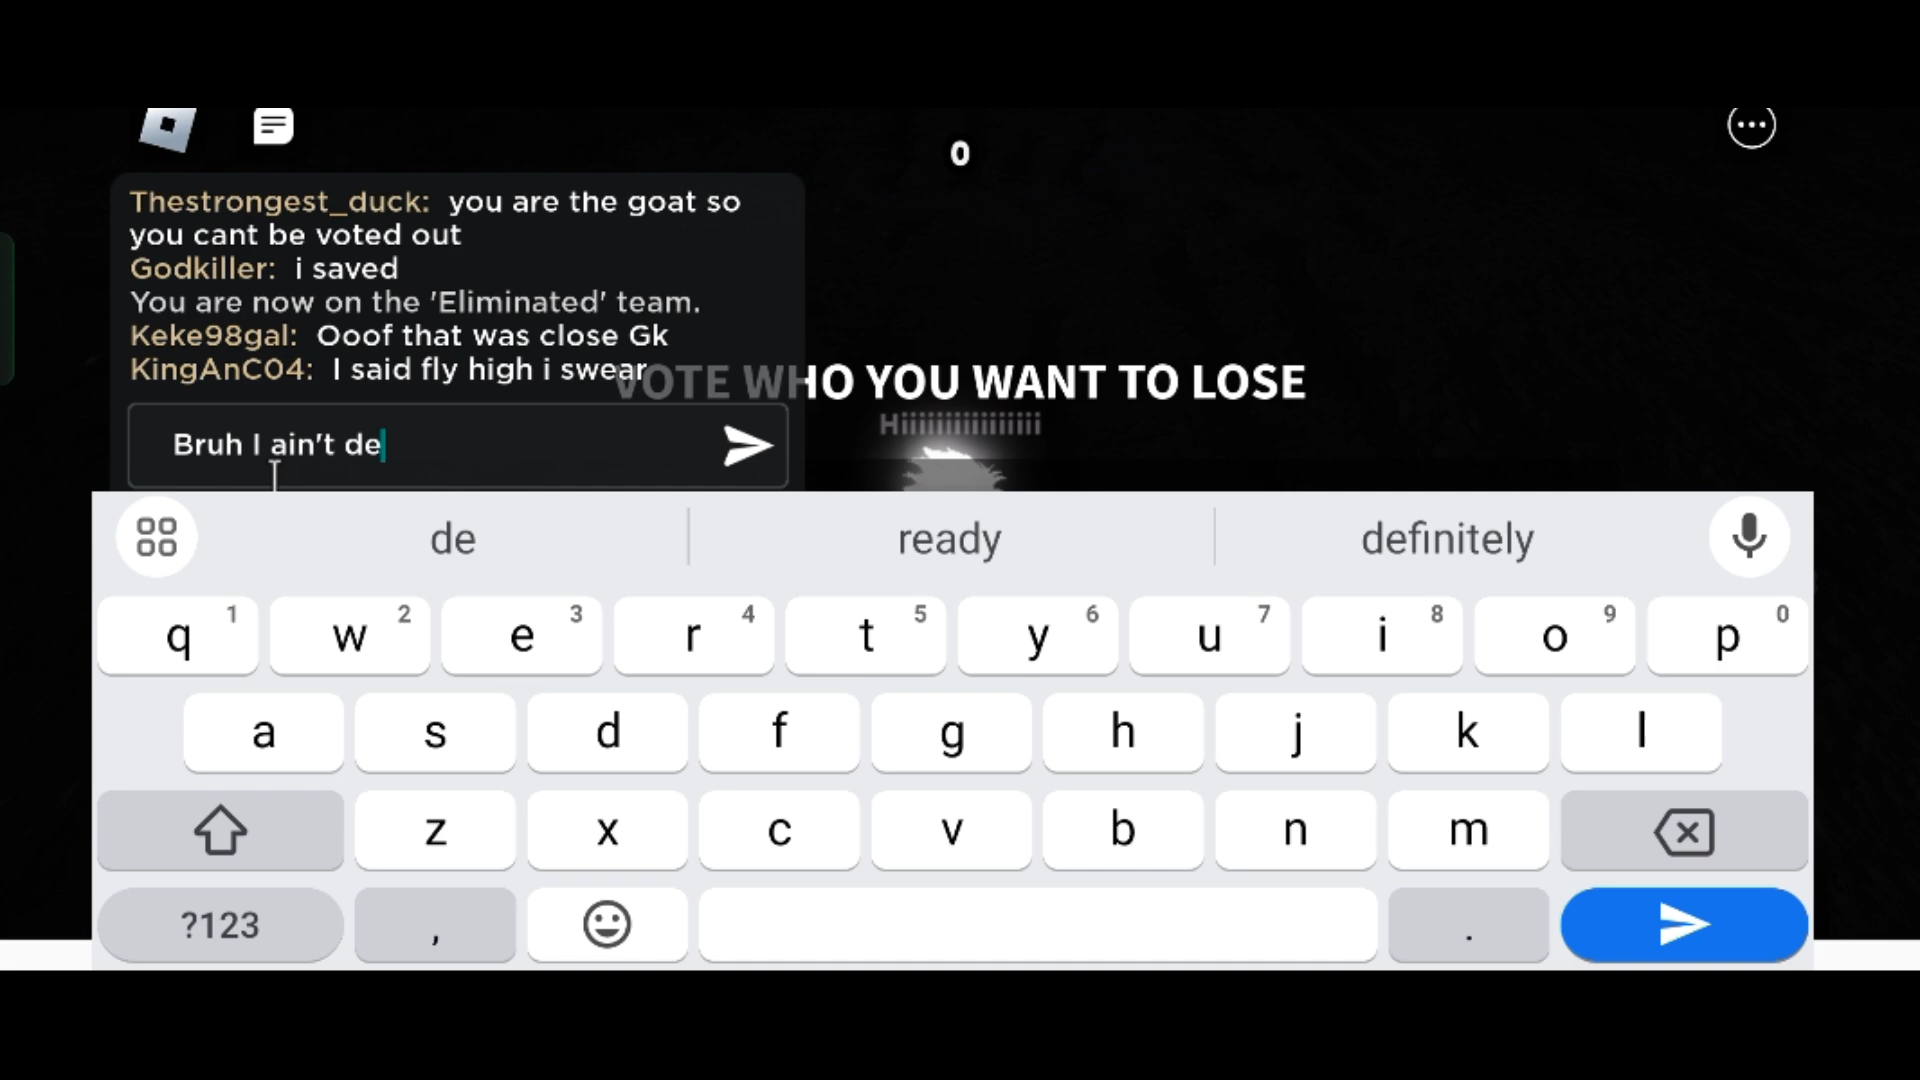 0
Thestrongest_duck: you are the goat so
you cant be voted out
Godkiller: i saved
You are now on the 'Eliminated' team.
Keke98gal: Ooof that was close Gk
KingAnC04: I said fly high i swear
VOTE WHO YOU WANT TO LOSE
Hiiiiiiiiiiiiiiii
Bruh I ain't de
de ready definitely
q 1 w 2 e 3 r 4 t 5 y 6 u 7 i 8 o 9 p 0
a s d f g h j k l
z x c v b n m
?123 , .